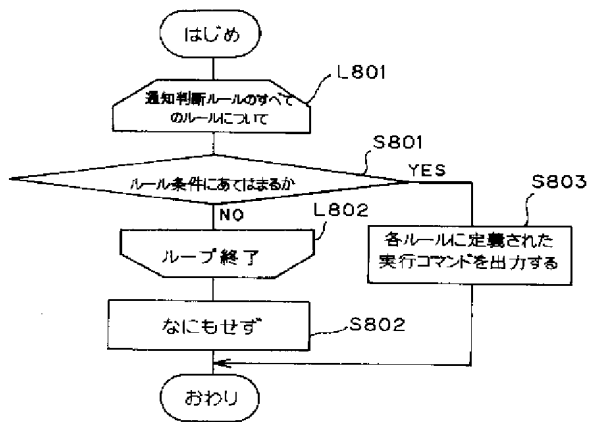 はじめ
L801
通知判断ルールのすべて
のルールについて
S801
ルール条件にあてはまるか
YES
NO
S803
各ルールに定義された
実行コマンドを出力する
L802
ループ終了
なにもせず
S802
おわり